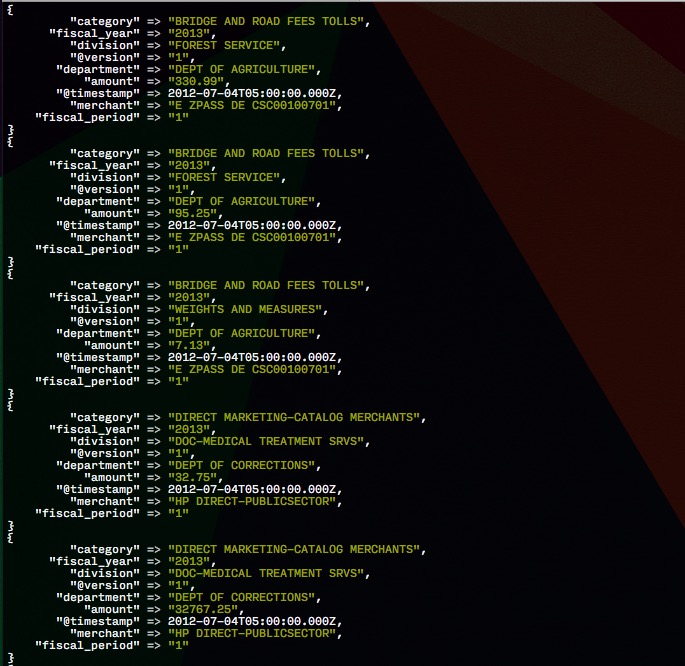 {
"category" => "BRIDGE AND ROAD FEES TOLLS",
"fiscal_year" => "2013",
"division" => "FOREST SERVICE",
"@version" => "1",
"department" => "DEPT OF AGRICULTURE",
"amount" => "330.99",
"@timestamp" => 2012-07-04T05:00:00.000Z,
"merchant" => "E ZPASS DE CSC00100701",
"fiscal_period" => "1"
}
{
"category" => "BRIDGE AND ROAD FEES TOLLS",
"fiscal_year" => "2013",
"division" => "FOREST SERVICE",
"@version" => "1",
"department" => "DEPT OF AGRICULTURE",
"amount" => "95.25",
"@timestamp" => 2012-07-04T05:00:00.000Z,
"merchant" => "E ZPASS DE CSC00100701",
"fiscal_period" => "1"
}
{
"category" => "BRIDGE AND ROAD FEES TOLLS",
"fiscal_year" => "2013",
"division" => "WEIGHTS AND MEASURES",
"@version" => "1",
"department" => "DEPT OF AGRICULTURE",
"amount" => "7.13",
"@timestamp" => 2012-07-04T05:00:00.000Z,
"merchant" => "E ZPASS DE CSC00100701",
"fiscal_period" => "1"
}
{
"category" => "DIRECT MARKETING-CATALOG MERCHANTS",
"fiscal_year" => "2013",
"division" => "DOC-MEDICAL TREATMENT SRVS",
"@version" => "1",
"department" => "DEPT OF CORRECTIONS",
"amount" => "32.75",
"@timestamp" => 2012-07-04T05:00:00.000Z,
"merchant" => "HP DIRECT-PUBLICSECTOR",
"fiscal_period" => "1"
}
{
"category" => "DIRECT MARKETING-CATALOG MERCHANTS",
"fiscal_year" => "2013",
"division" => "DOC-MEDICAL TREATMENT SRVS",
"@version" => "1",
"department" => "DEPT OF CORRECTIONS",
"amount" => "32767.25",
"@timestamp" => 2012-07-04T05:00:00.000Z,
"merchant" => "HP DIRECT-PUBLICSECTOR",
"fiscal_period" => "1"
}